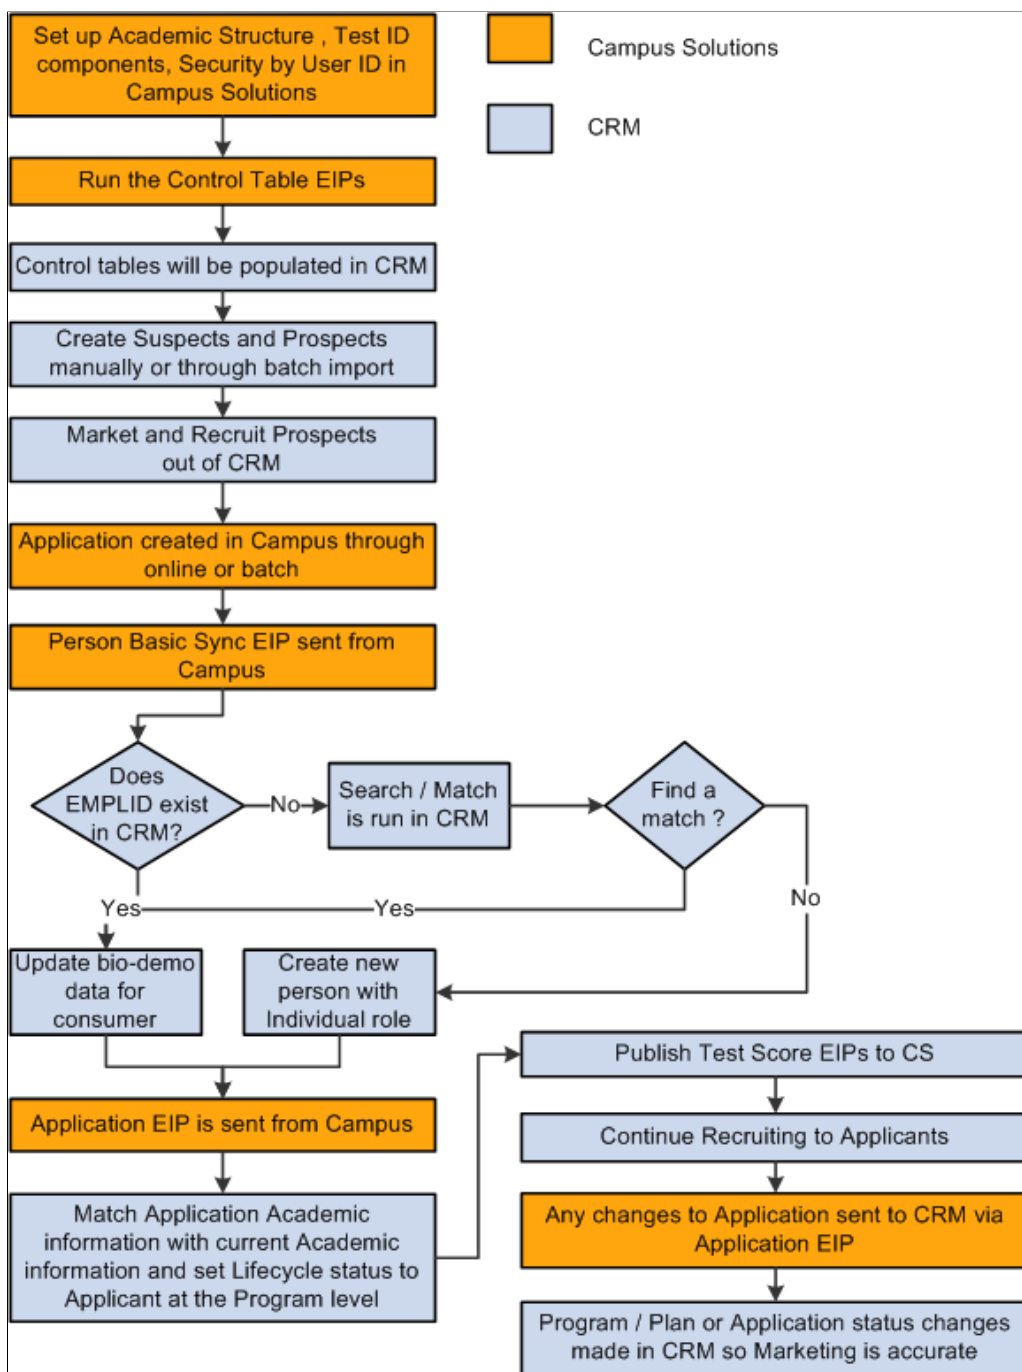 Set up Academic Structure , Test ID
components, Security by User ID in
Campus Solutions
Campus Solutions
CRM
Run the Control Table EIPs
Control tables will be populated in CRM
Create Suspects and Prospects
manually or through batch import
Market and Recruit Prospects
out of CRM
Application created in Campus through
online or batch
Person Basic Sync EIP sent from
Campus
Does
EMPLID exist
in CRM?
No
Search / Match
is run in CRM
Find a
match ?
No
Yes
Yes
Update bio-demo
data for
consumer
Create new
person with
Individual role
Application EIP is sent from Campus
Match Application Academic
information with current Academic
information and set Lifecycle status to
Applicant at the Program level
Publish Test Score EIPs to CS
Continue Recruiting to Applicants
Any changes to Application sent to CRM via
Application EIP
Program / Plan or Application status changes
made in CRM so Marketing is accurate